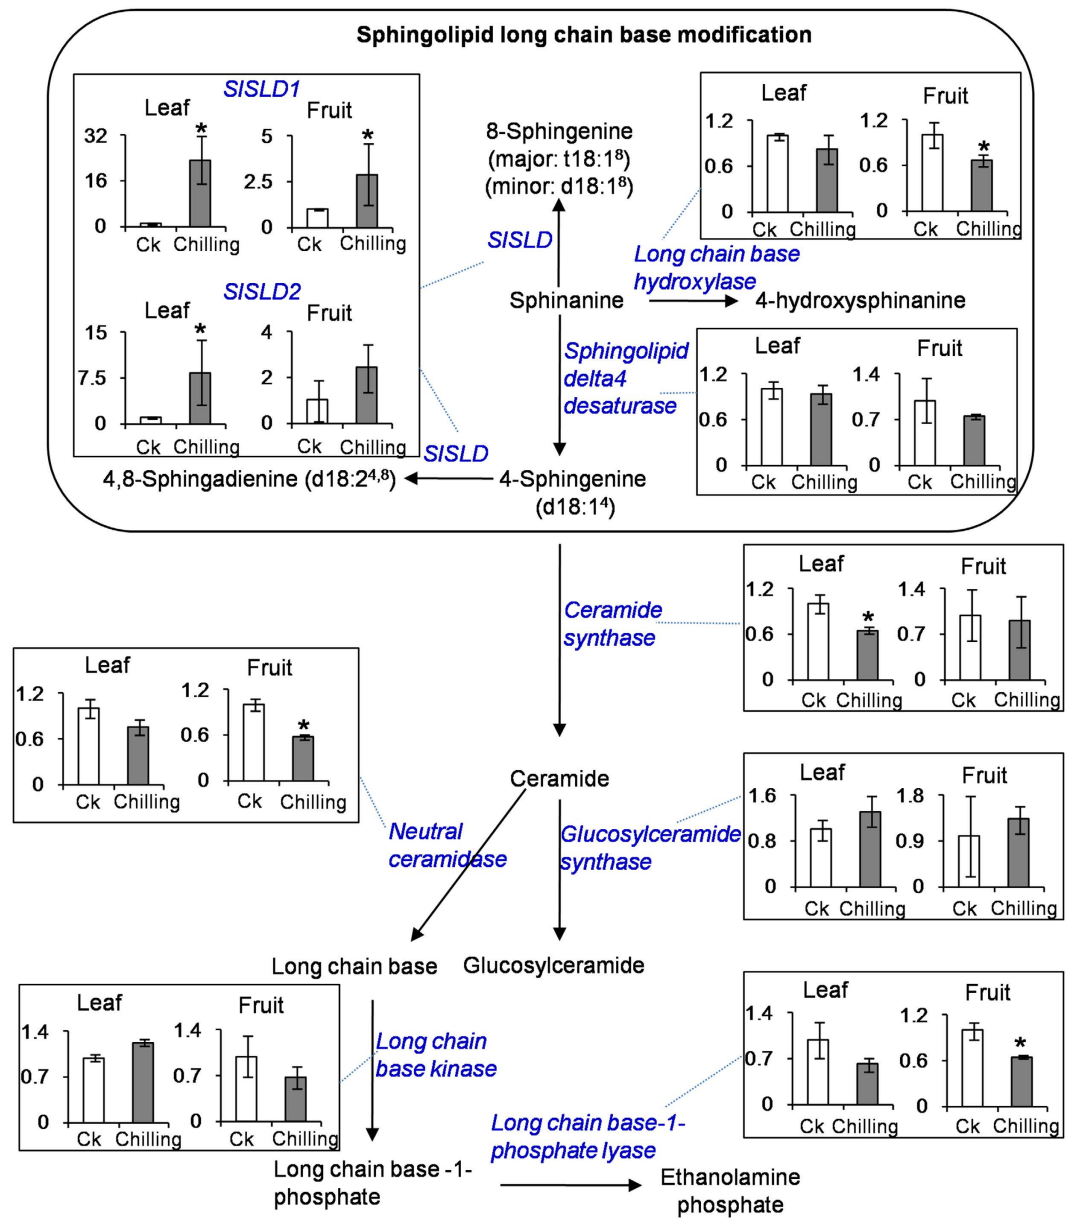 Sphingolipid long chain base modification
SlSLD1
Leaf
Fruit
32
16
0
*
Ck Chilling
5
2.5
0
*
Ck Chilling
SlSLD2
Leaf
Fruit
15
7.5
0
*
Ck Chilling
4
2
0
Ck Chilling
8-Sphingenine
(major: t18:1⁸)
(minor: d18:1⁸)
SlSLD
Leaf
Fruit
1.2
0.6
0
Ck Chilling
1.2
0.6
0
*
Ck Chilling
Long chain base
hydroxylase
Sphinanine
4-hydroxysphinanine
Sphingolipid
delta4
desaturase
Leaf
Fruit
1.2
0.6
0
Ck Chilling
1.4
0.7
0
Ck Chilling
SlSLD
4,8-Sphingadienine (d18:2⁴,⁸)
4-Sphingenine
(d18:1⁴)
Ceramide
synthase
Leaf
Fruit
1.2
0.6
0
*
Ck Chilling
1.4
0.7
0
Ck Chilling
Leaf
Fruit
1.2
0.6
0
Ck Chilling
1.2
0.6
0
*
Ck Chilling
Ceramide
Neutral
ceramidase
Glucosylceramide
synthase
Leaf
Fruit
1.6
0.8
0
Ck Chilling
1.8
0.9
0
Ck Chilling
Long chain base
Glucosylceramide
Leaf
Fruit
1.4
0.7
0
Ck Chilling
1.4
0.7
0
Ck Chilling
Long chain
base kinase
Leaf
Fruit
1.4
0.7
0
Ck Chilling
1.2
0.6
0
*
Ck Chilling
Long chain base-1-
phosphate lyase
Long chain base -1-
phosphate
Ethanolamine
phosphate